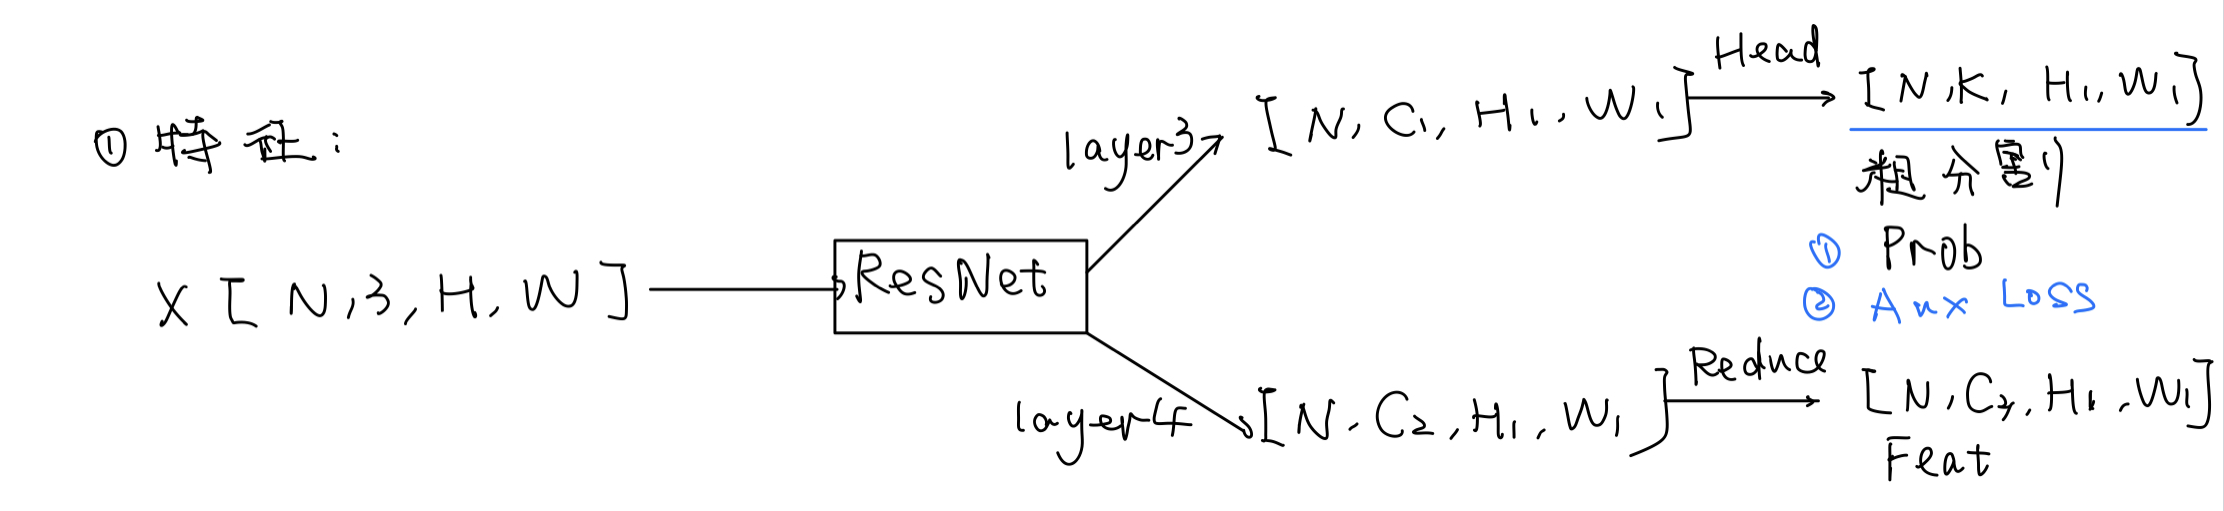 ① 特征:
X [N,3,H,W]
ResNet
layer3
[N,C₁,H₁,W₁]
Head
[N,K,H₁,W₁]
粗分割
① Prob
② Aux Loss
layer4
[N,C₂,H₁,W₁]
Reduce
[N,C₃,H₁,W₁]
Feat